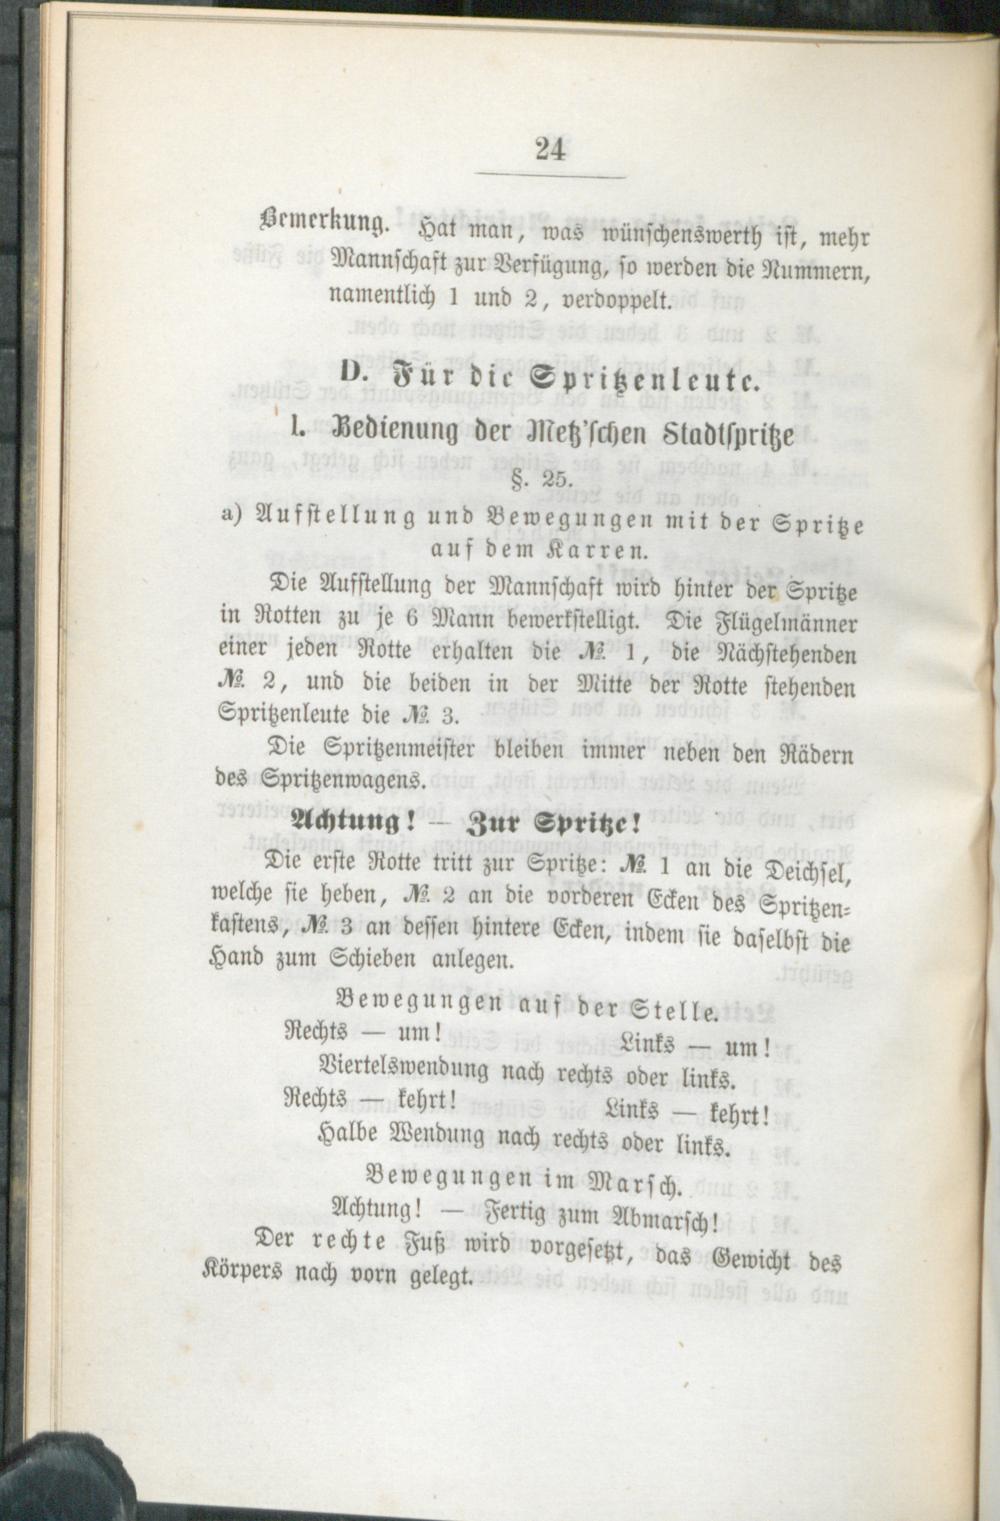 24
Bemerkung. Hat man, was wünschenswerth ist, mehr
Mannschaft zur Verfügung, so werden die Nummern,
namentlich 1 und 2, verdoppelt.
D. Für die Spritzenleute.
1. Bedienung der Metz'schen Stadtspritze
§. 25.
a) Aufstellung und Bewegungen mit der Spritze
auf dem Karren.
Die Aufstellung der Mannschaft wird hinter der Spritze
in Rotten zu je 6 Mann bewerkstelligt. Die Flügelmänner
einer jeden Rotte erhalten die № 1, die Nächstehenden
№ 2, und die beiden in der Mitte der Rotte stehenden
Spritzenleute die № 3.
Die Spritzenmeister bleiben immer neben den Rädern
des Spritzenwagens.
Achtung! — Zur Spritze!
Die erste Rotte tritt zur Spritze: № 1 an die Deichsel,
welche sie heben, № 2 an die vorderen Ecken des Spritzen-
kastens, № 3 an dessen hintere Ecken, indem sie daselbst die
Hand zum Schieben anlegen.
Bewegungen auf der Stelle.
Rechts — um! Links — um!
Viertelswendung nach rechts oder links.
Rechts — kehrt! Links — kehrt!
Halbe Wendung nach rechts oder links.
Bewegungen im Marsch.
Achtung! — Fertig zum Abmarsch!
Der rechte Fuß wird vorgesetzt, das Gewicht des
Körpers nach vorn gelegt.